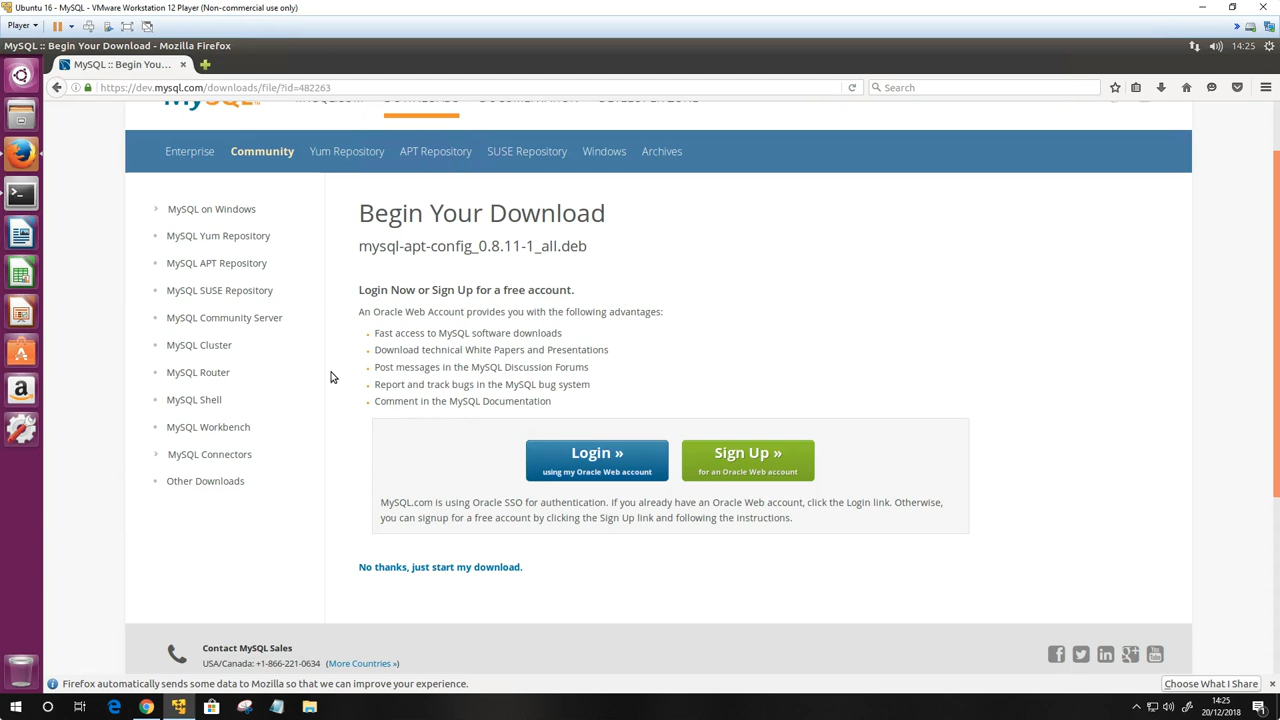 Ubuntu 16 - MySQL - VMware Workstation 12 Player (Non-commercial use only)
Player
MySQL :: Begin Your Download - Mozilla Firefox
14:25
MySQL :: Begin You...
https://dev.mysql.com/downloads/file/?id=482263
Search
Enterprise
Community
Yum Repository
APT Repository
SUSE Repository
Windows
Archives
MySQL on Windows
MySQL Yum Repository
MySQL APT Repository
MySQL SUSE Repository
MySQL Community Server
MySQL Cluster
MySQL Router
MySQL Shell
MySQL Workbench
MySQL Connectors
Other Downloads
Begin Your Download
mysql-apt-config_0.8.11-1_all.deb
Login Now or Sign Up for a free account.
An Oracle Web Account provides you with the following advantages:
Fast access to MySQL software downloads
Download technical White Papers and Presentations
Post messages in the MySQL Discussion Forums
Report and track bugs in the MySQL bug system
Comment in the MySQL Documentation
Login »
using my Oracle Web account
Sign Up »
for an Oracle Web account
MySQL.com is using Oracle SSO for authentication. If you already have an Oracle Web account, click the Login link. Otherwise,
you can signup for a free account by clicking the Sign Up link and following the instructions.
No thanks, just start my download.
Contact MySQL Sales
USA/Canada: +1-866-221-0634 (More Countries »)
Firefox automatically sends some data to Mozilla so that we can improve your experience.
Choose What I Share
14:25
20/12/2018